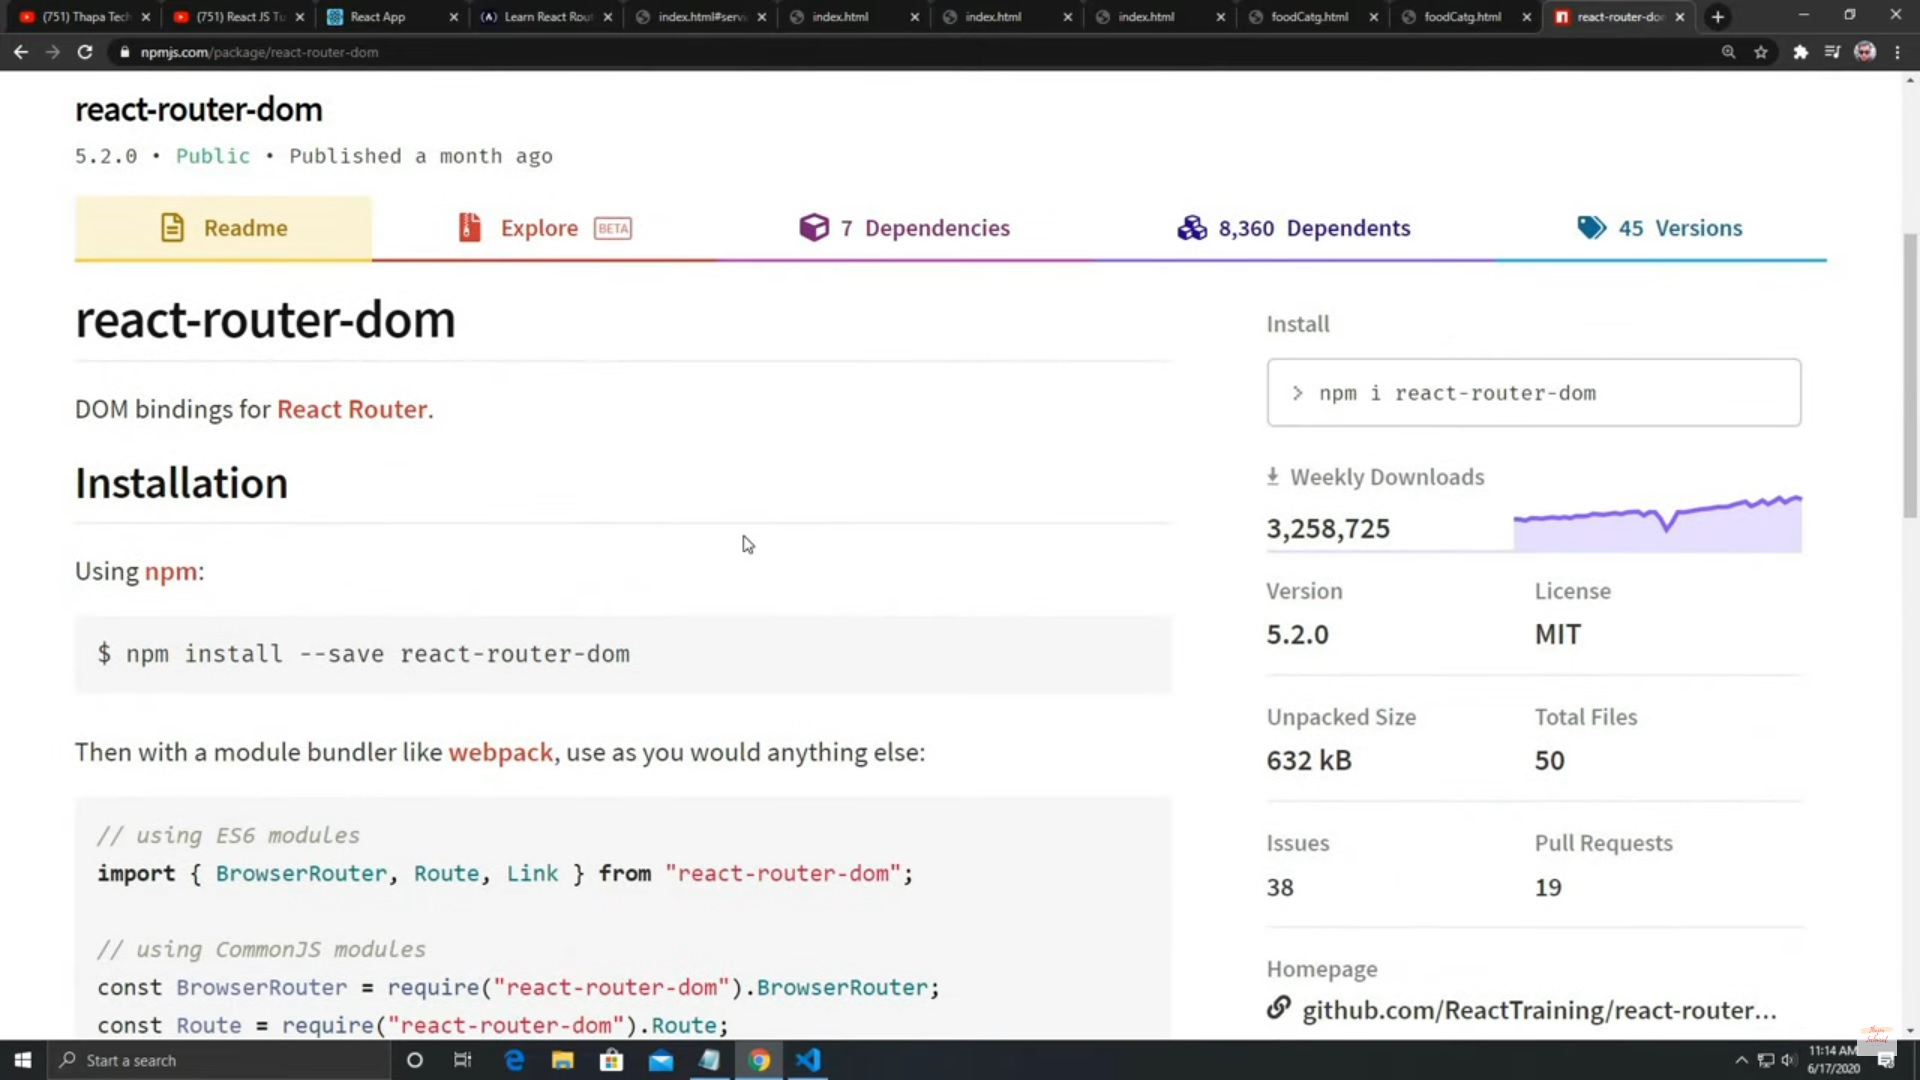 (751) Thapa Tech
(751) React JS Tu
React App
Learn React Rou
index.html#servi
index.html
index.html
index.html
foodCatg.html
foodCatg.html
react-router-dom
npmjs.com/package/react-router-dom
react-router-dom
5.2.0 • Public • Published a month ago
Readme
Explore BETA
7 Dependencies
8,360 Dependents
45 Versions
react-router-dom
DOM bindings for React Router.
Installation
Using npm:
$ npm install --save react-router-dom
Then with a module bundler like webpack, use as you would anything else:
// using ES6 modules
import { BrowserRouter, Route, Link } from "react-router-dom";
// using CommonJS modules
const BrowserRouter = require("react-router-dom").BrowserRouter;
const Route = require("react-router-dom").Route;
Install
> npm i react-router-dom
Weekly Downloads
3,258,725
Version
License
5.2.0
MIT
Unpacked Size
Total Files
632 kB
50
Issues
Pull Requests
38
19
Homepage
github.com/ReactTraining/react-router...
Start a search
11:14 AM
6/17/2020